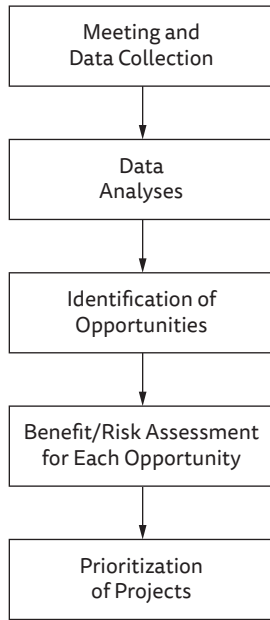 Meeting and
Data Collection
Data
Analyses
Identification of
Opportunities
Benefit/Risk Assessment
for Each Opportunity
Prioritization
of Projects